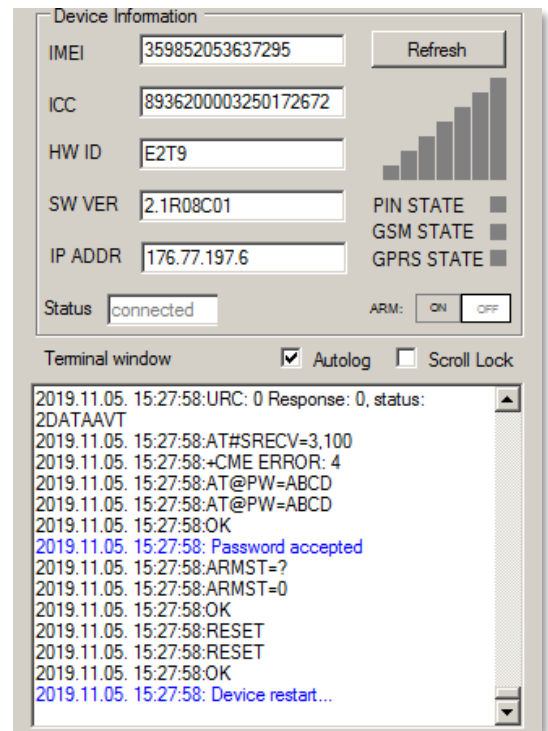 Device Information
IMEI 359852053637295 Refresh
ICC 8936200003250172672
HW ID E2T9
SW VER 2.1R08C01 PIN STATE
GSM STATE
IP ADDR 176.77.197.6 GPRS STATE
Status connected ARM: ON OFF
Terminal window Autolog Scroll Lock
2019.11.05. 15:27:58:URC: 0 Response: 0, status:
2DATAAVT
2019.11.05. 15:27:58:AT#SRECV=3,100
2019.11.05. 15:27:58:+CME ERROR: 4
2019.11.05. 15:27:58:AT@PW=ABCD
2019.11.05. 15:27:58:AT@PW=ABCD
2019.11.05. 15:27:58:OK
2019.11.05. 15:27:58: Password accepted
2019.11.05. 15:27:58:ARMST=?
2019.11.05. 15:27:58:ARMST=0
2019.11.05. 15:27:58:OK
2019.11.05. 15:27:58:RESET
2019.11.05. 15:27:58:RESET
2019.11.05. 15:27:58:OK
2019.11.05. 15:27:58: Device restart...